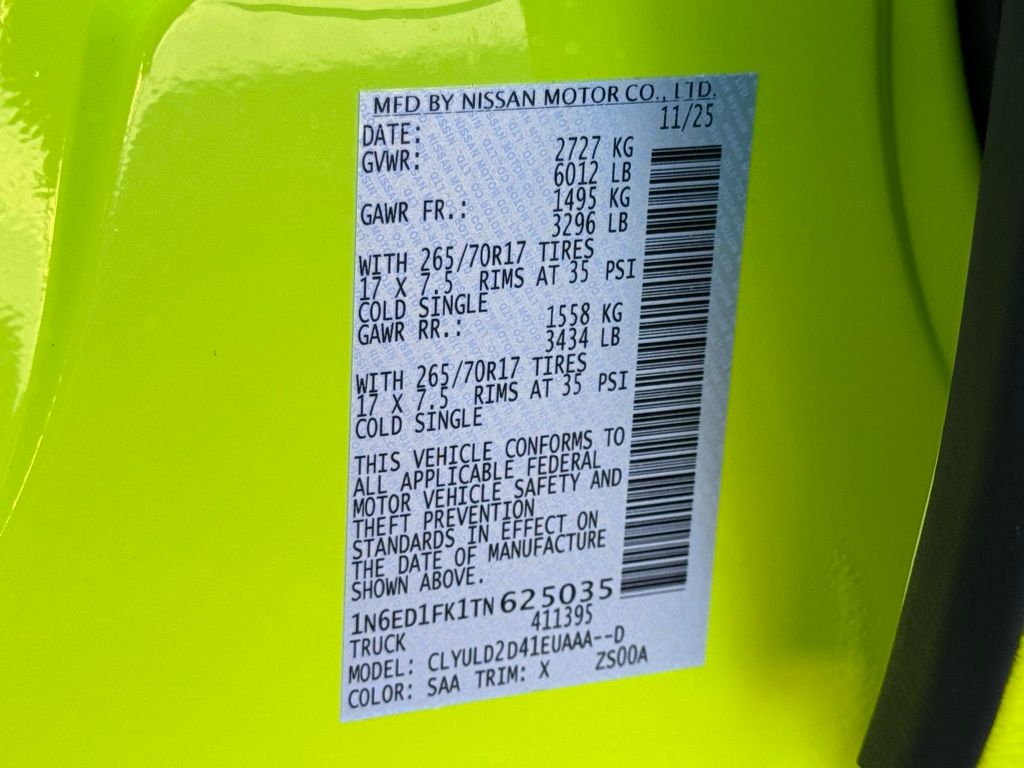 MFD BY NISSAN MOTOR CO., LTD.
DATE: 11/25
GVWR: 2727 KG
6012 LB
GAWR FR.: 1495 KG
3296 LB
WITH 265/70R17 TIRES
17 X 7.5 RIMS AT 35 PSI
COLD SINGLE
GAWR RR.: 1558 KG
3434 LB
WITH 265/70R17 TIRES
17 X 7.5 RIMS AT 35 PSI
COLD SINGLE
THIS VEHICLE CONFORMS TO
ALL APPLICABLE FEDERAL
MOTOR VEHICLE SAFETY AND
THEFT PREVENTION
STANDARDS IN EFFECT ON
THE DATE OF MANUFACTURE
SHOWN ABOVE.
1N6ED1FK1TN625035
TRUCK 411395
MODEL: CLYULD2D41EUAAA--D
COLOR: SAA TRIM: X ZS00A